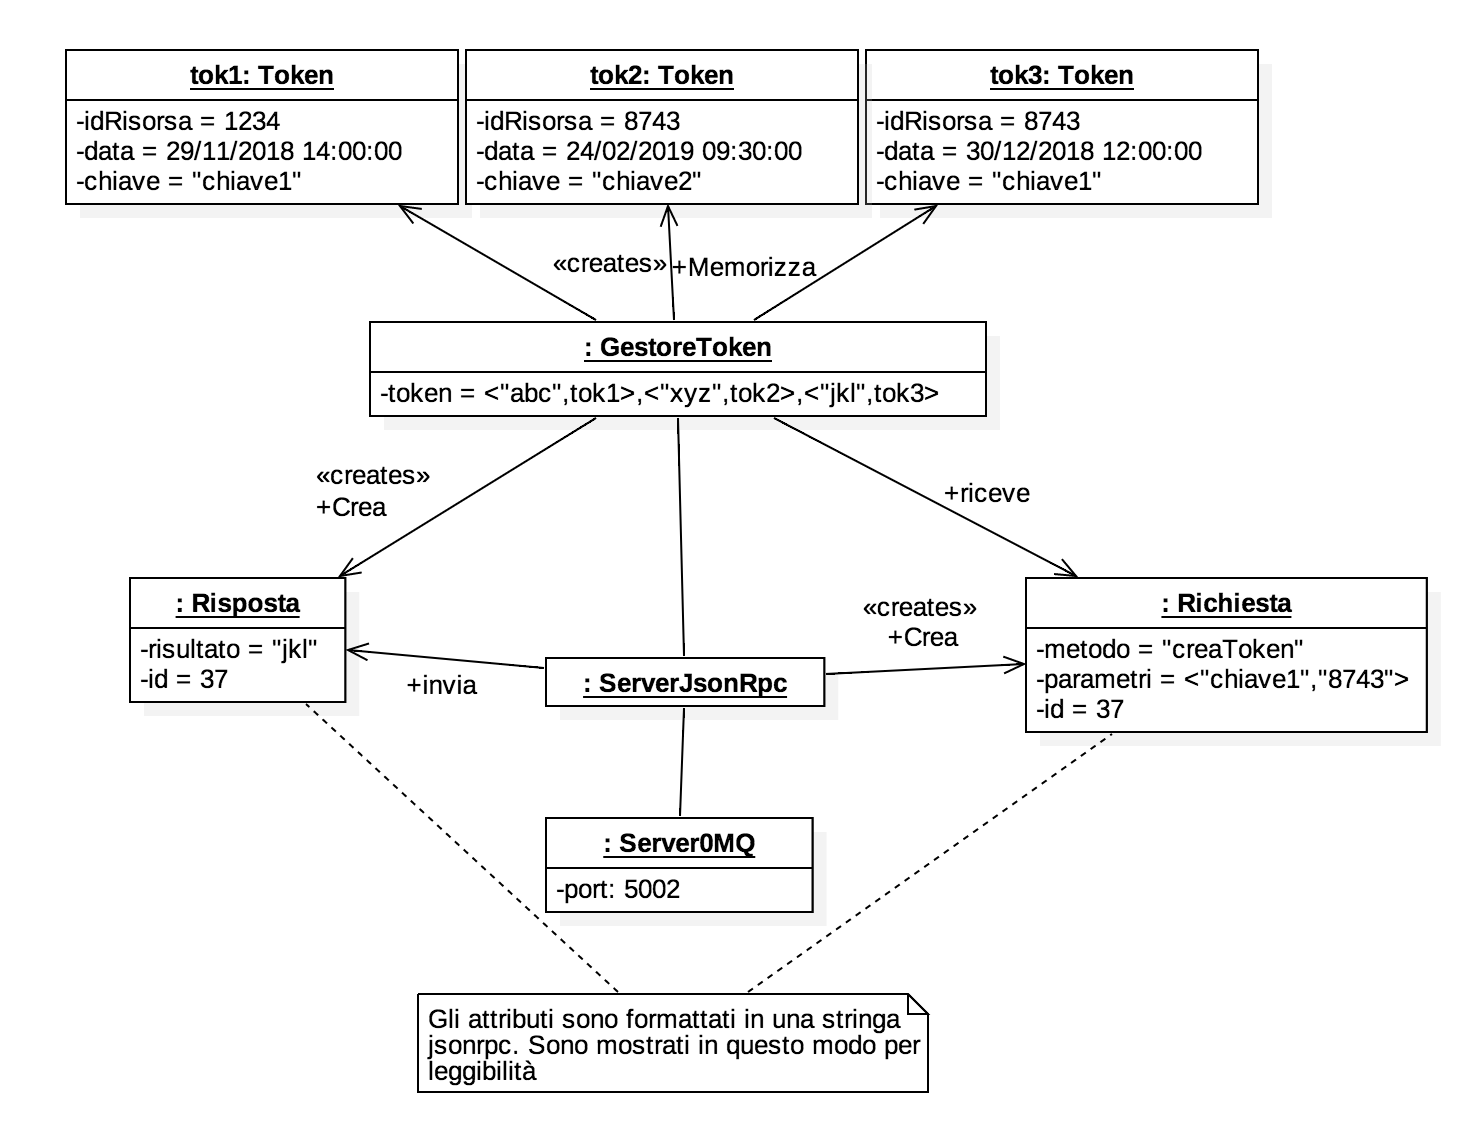 tok1: Token
-idRisorsa = 1234
-data = 29/11/2018 14:00:00
-chiave = "chiave1"
tok2: Token
-idRisorsa = 8743
-data = 24/02/2019 09:30:00
-chiave = "chiave2"
tok3: Token
-idRisorsa = 8743
-data = 30/12/2018 12:00:00
-chiave = "chiave1"
«creates»
+Memorizza
: GestoreToken
-token = <"abc",tok1>,<"xyz",tok2>,<"jkl",tok3>
«creates»
+Crea
+riceve
: Risposta
-risultato = "jkl"
-id = 37
+invia
: ServerJsonRpc
«creates»
+Crea
: Richiesta
-metodo = "creaToken"
-parametri = <"chiave1","8743">
-id = 37
: Server0MQ
-port: 5002
Gli attributi sono formattati in una stringa
jsonrpc. Sono mostrati in questo modo per
leggibilità